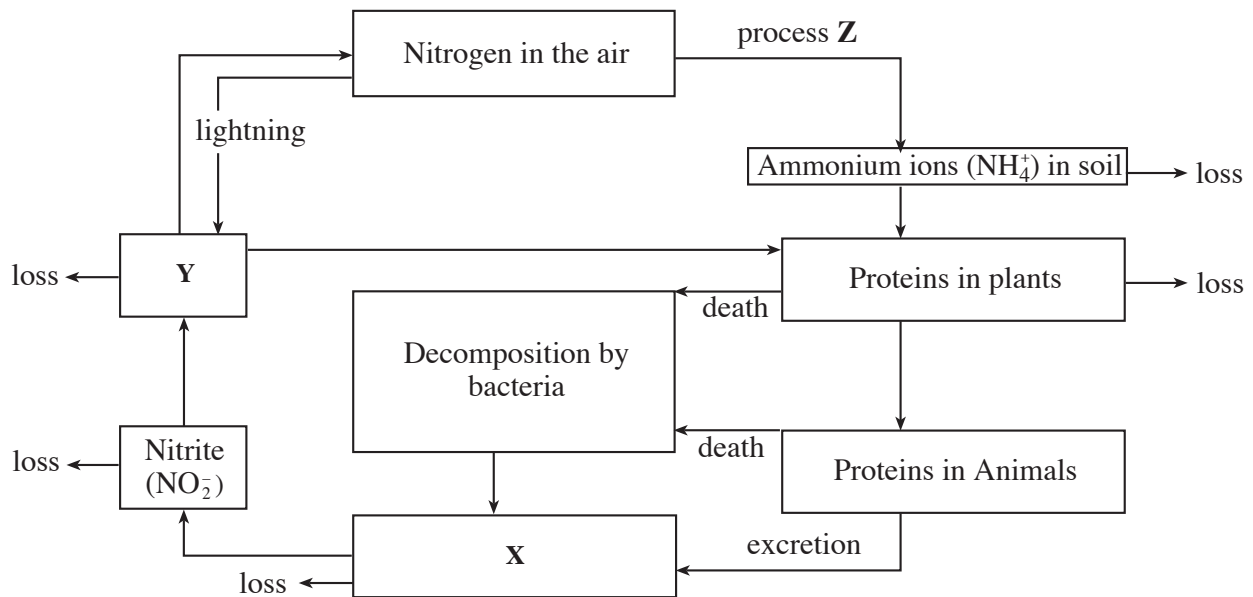 process Z
Nitrogen in the air
lightning
Ammonium ions (NH₄⁺) in soil
loss
Y
loss
Proteins in plants
loss
death
Decomposition by
bacteria
Nitrite
(NO₂⁻)
loss
death
Proteins in Animals
X
excretion
loss